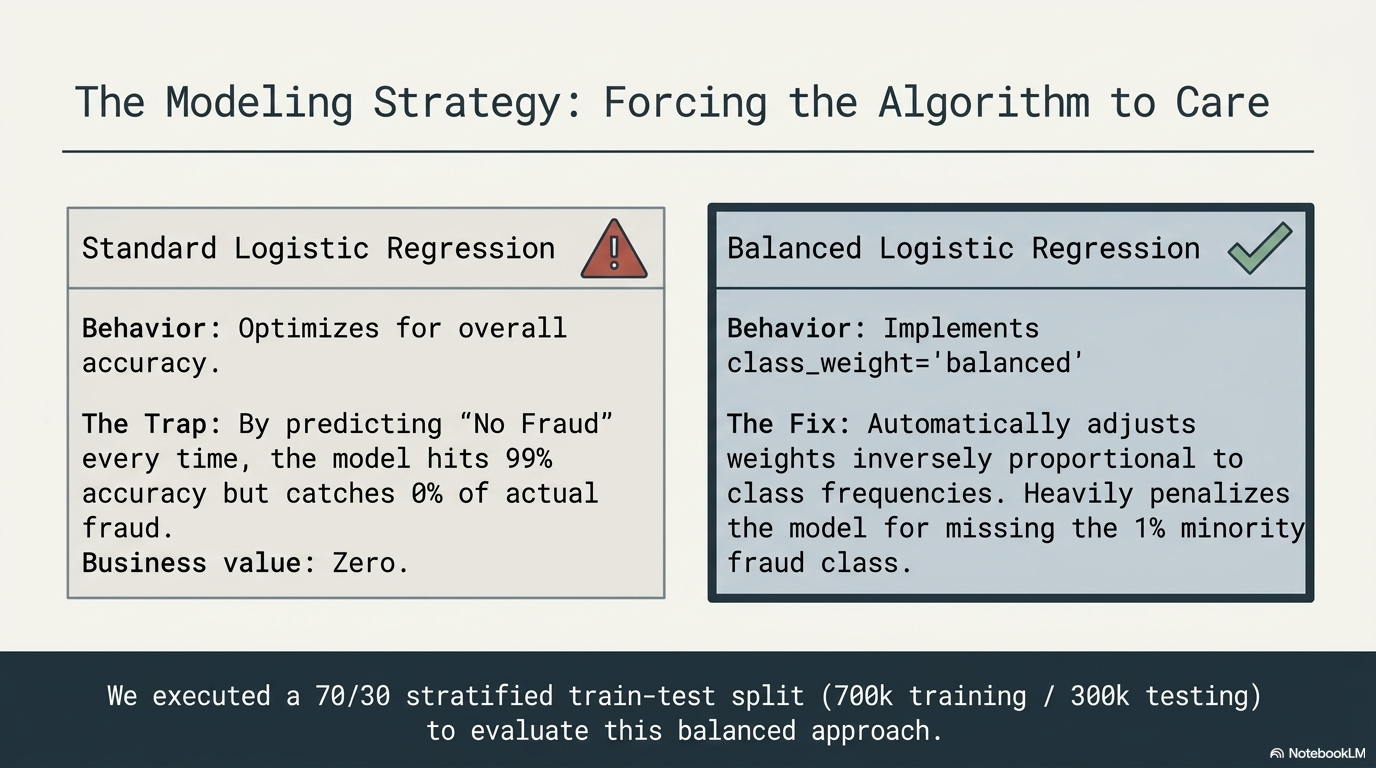 The Modeling Strategy: Forcing the Algorithm to Care
Standard Logistic Regression
Behavior: Optimizes for overall
accuracy.
The Trap: By predicting “No Fraud”
every time, the model hits 99%
accuracy but catches 0% of actual
fraud.
Business value: Zero.
Balanced Logistic Regression
Behavior: Implements
class_weight='balanced’
The Fix: Automatically adjusts
weights inversely proportional to
class frequencies. Heavily penalizes
the model for missing the 1% minority
fraud class.
We executed a 70/30 stratified train-test split (700k training / 300k testing)
to evaluate this balanced approach.
NotebookLM